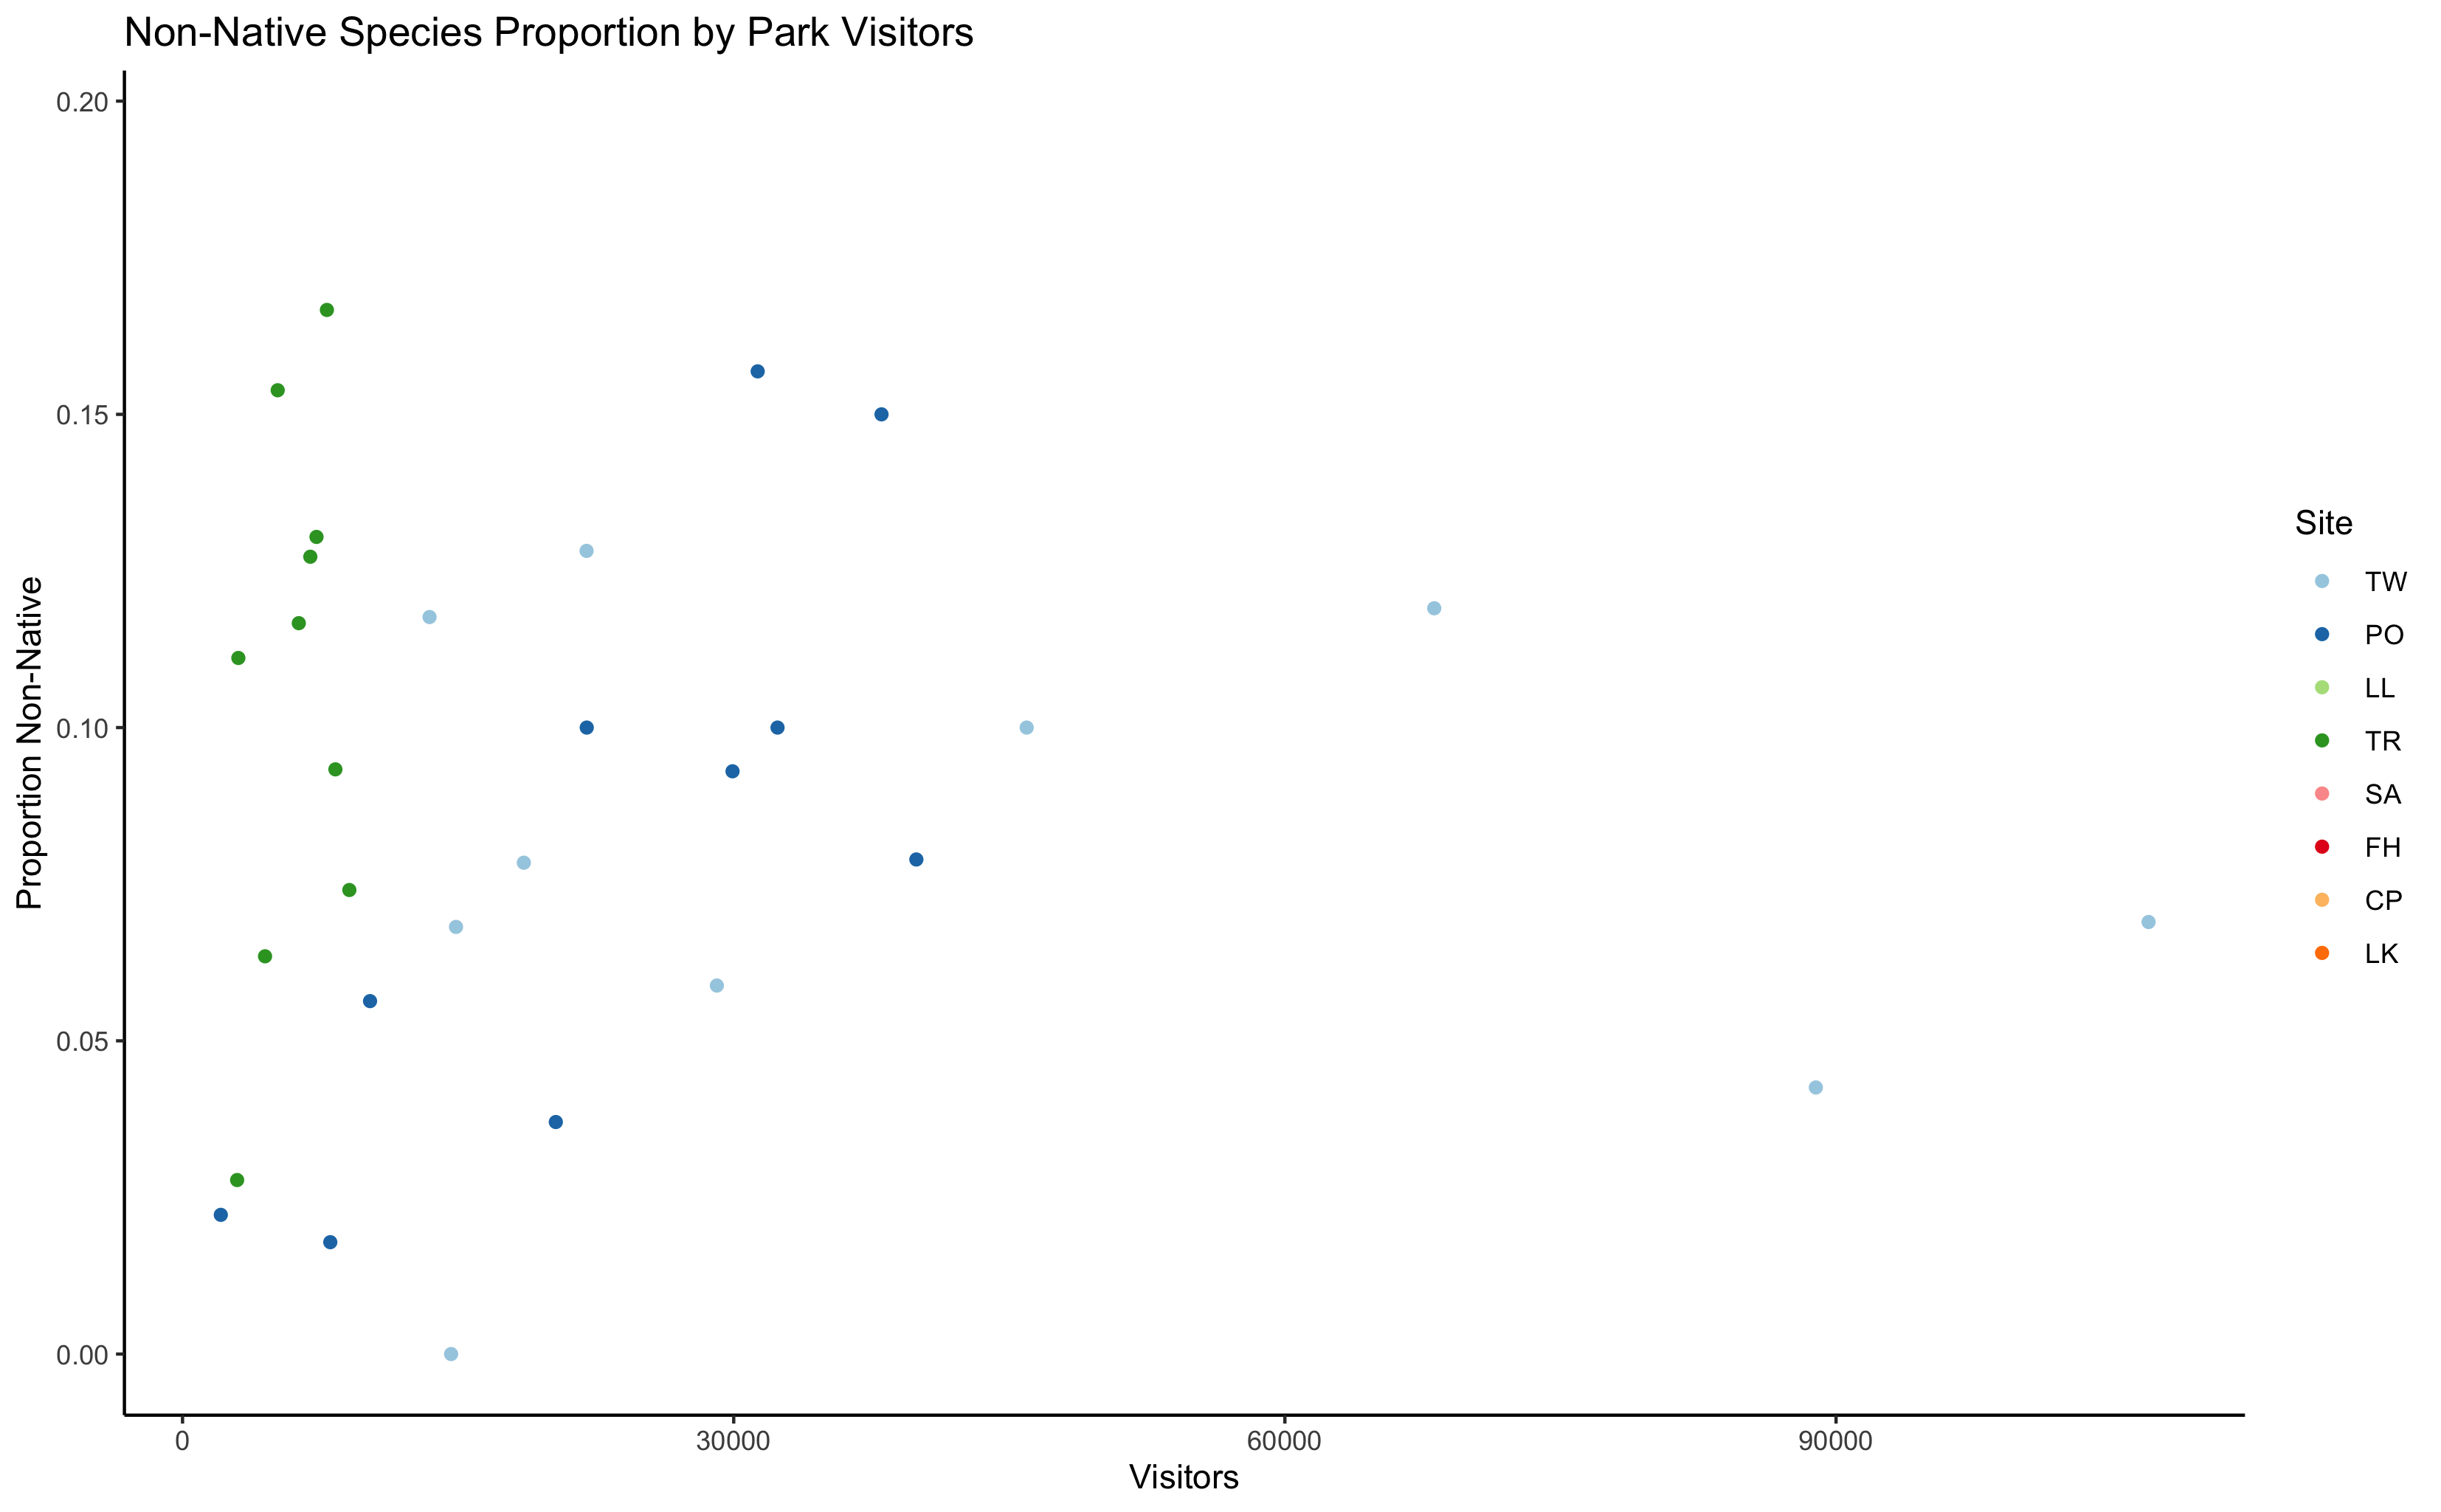 Non-Native Species Proportion by Park Visitors
Proportion Non-Native
0.20
0.15
0.10
0.05
0.00
0
30000
60000
90000
Visitors
Site
TW
PO
LL
TR
SA
FH
CP
LK